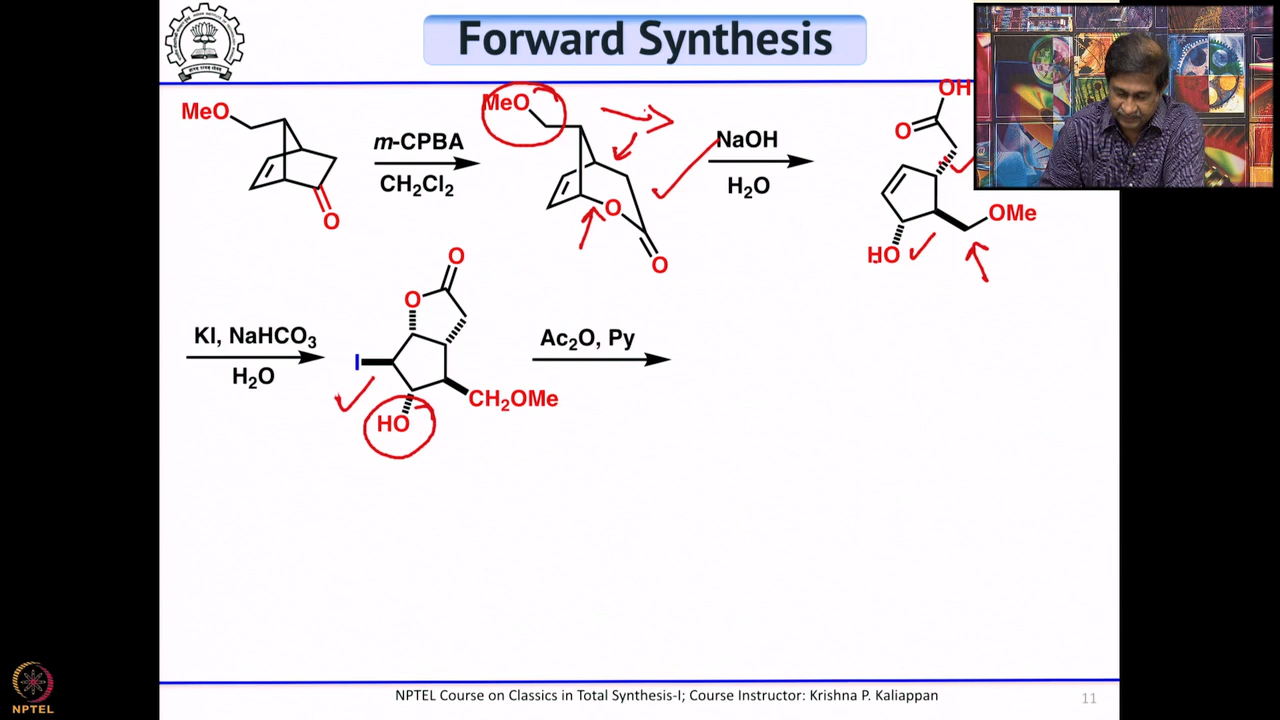 Forward Synthesis
MeO
O
m-CPBA
CH2Cl2
MeO
O
O
NaOH
H2O
OH
O
OMe
HO
KI, NaHCO3
H2O
O
O
I
HO
CH2OMe
Ac2O, Py
NPTEL Course on Classics in Total Synthesis-I; Course Instructor: Krishna P. Kaliappan
11
NPTEL